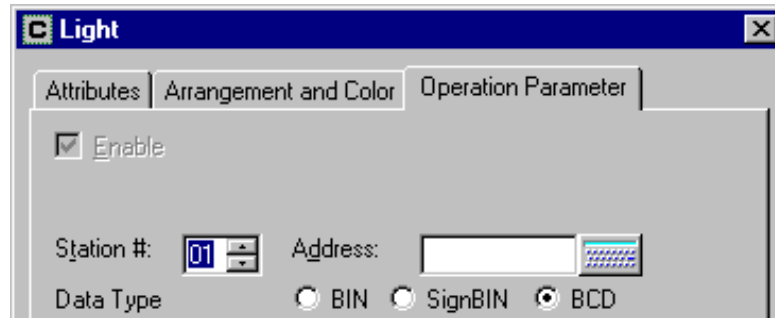 C Light
Attributes Arrangement and Color Operation Parameter
Enable
Station #: 01 Address:
Data Type BIN SignBIN BCD